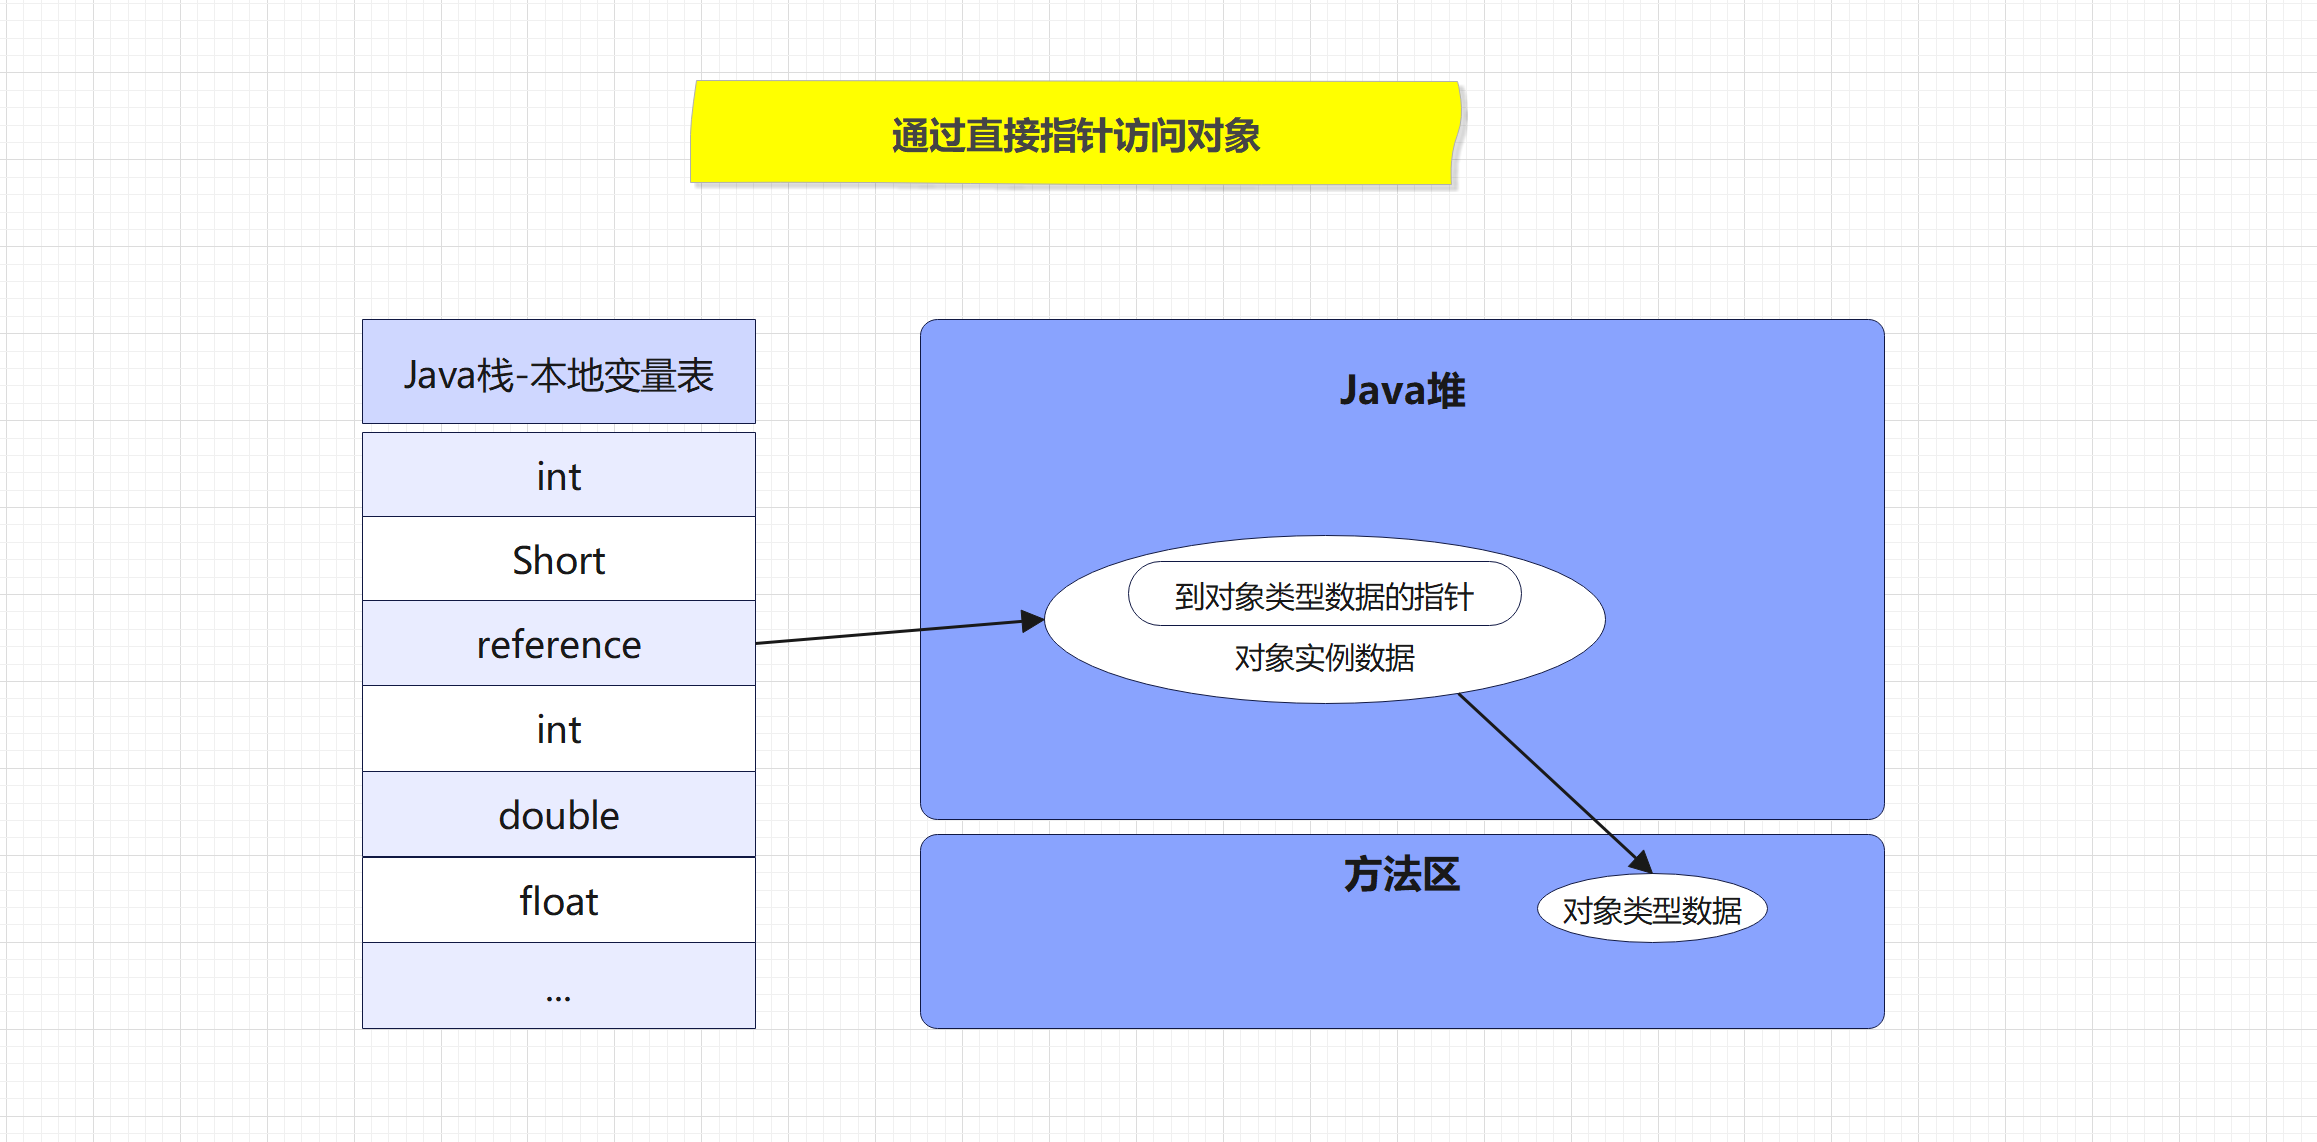 通过直接指针访问对象
Java栈-本地变量表
int
Short
reference
int
double
float
...
Java堆
到对象类型数据的指针
对象实例数据
方法区
对象类型数据